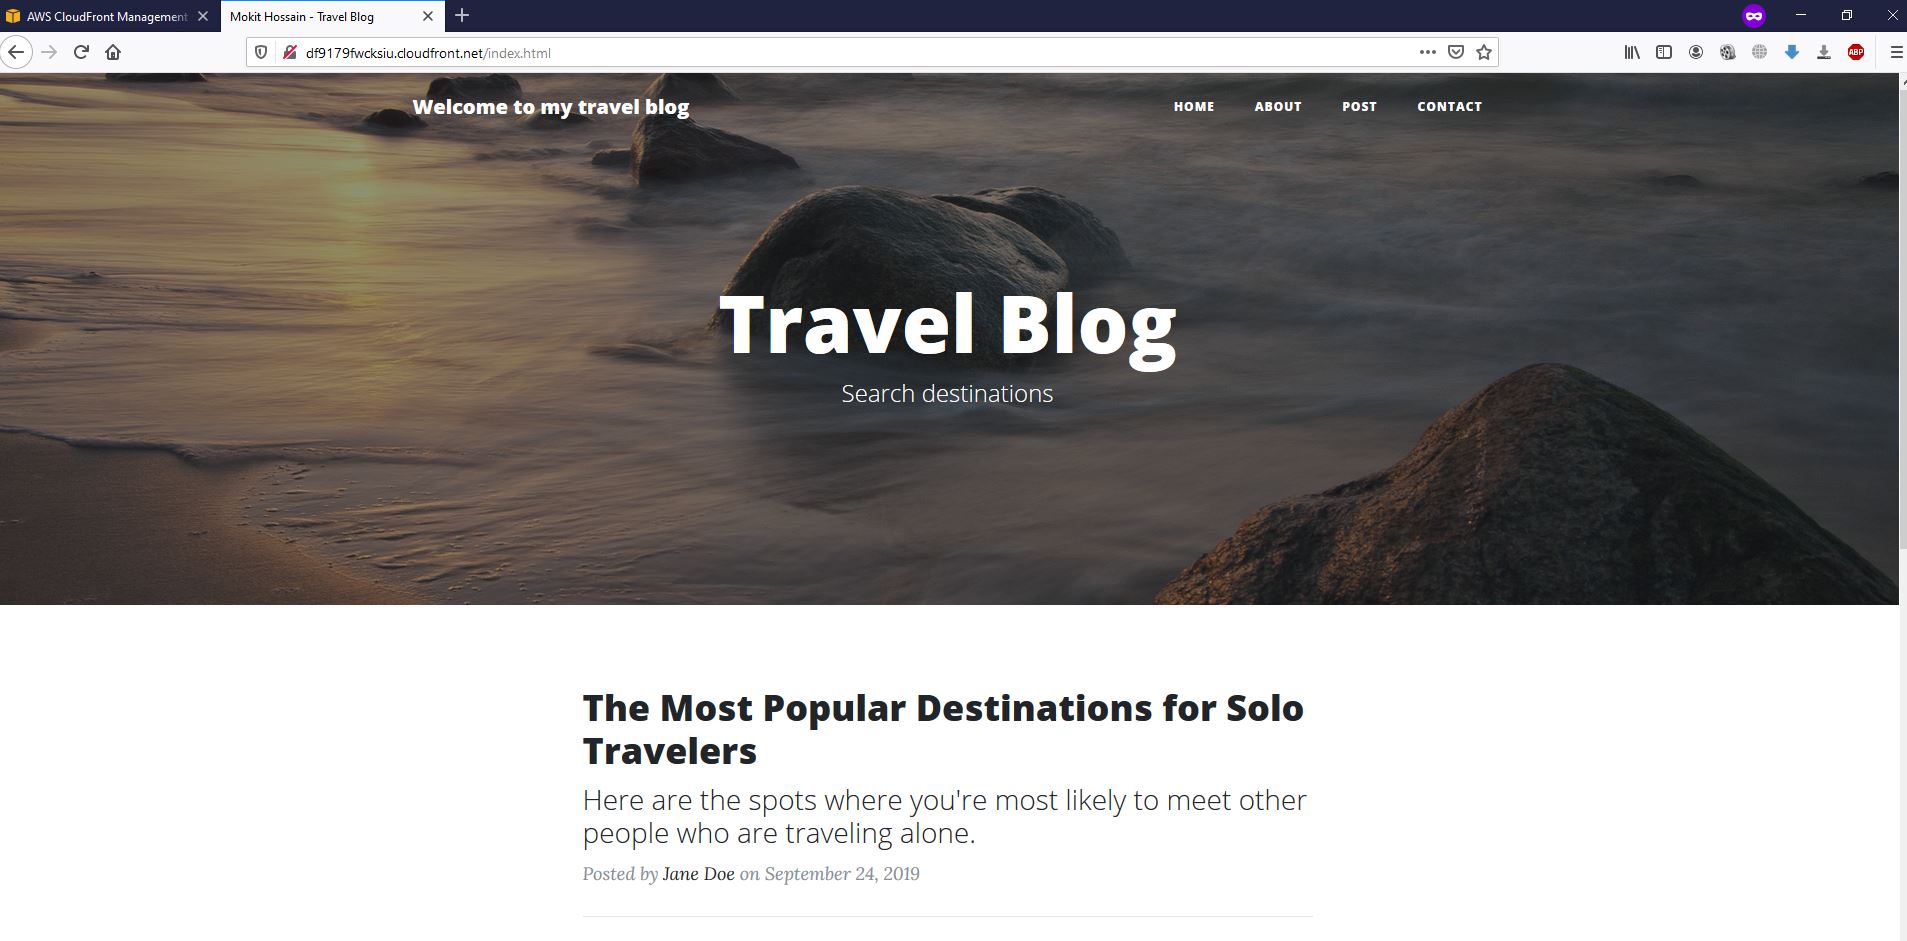 AWS CloudFront Management
Mokit Hossain - Travel Blog
df9179fwcksiu.cloudfront.net/index.html
ABP
Welcome to my travel blog
HOME ABOUT POST CONTACT
Travel Blog
Search destinations
The Most Popular Destinations for Solo
Travelers
Here are the spots where you're most likely to meet other
people who are traveling alone.
Posted by Jane Doe on September 24, 2019